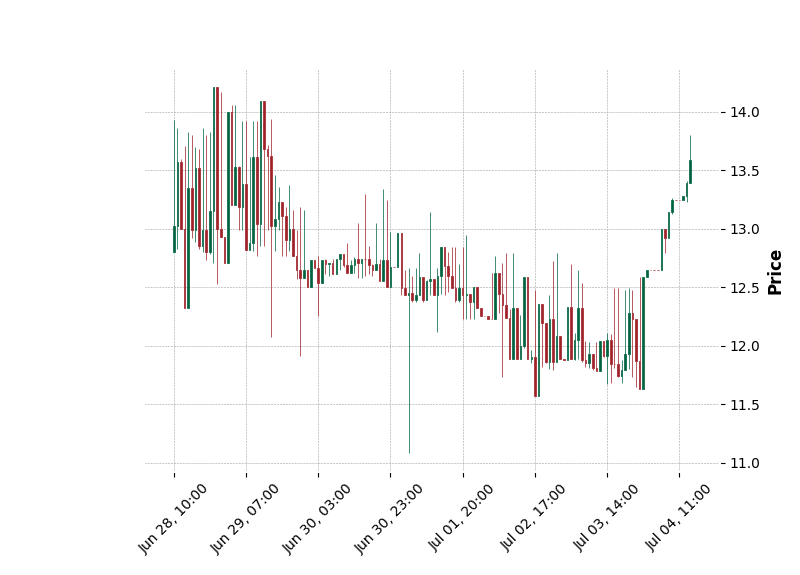 14.0
13.5
13.0
12.5
12.0
11.5
11.0
Price
Jun 28, 10:00
Jun 29, 07:00
Jun 30, 03:00
Jun 30, 23:00
Jul 01, 20:00
Jul 02, 17:00
Jul 03, 14:00
Jul 04, 11:00